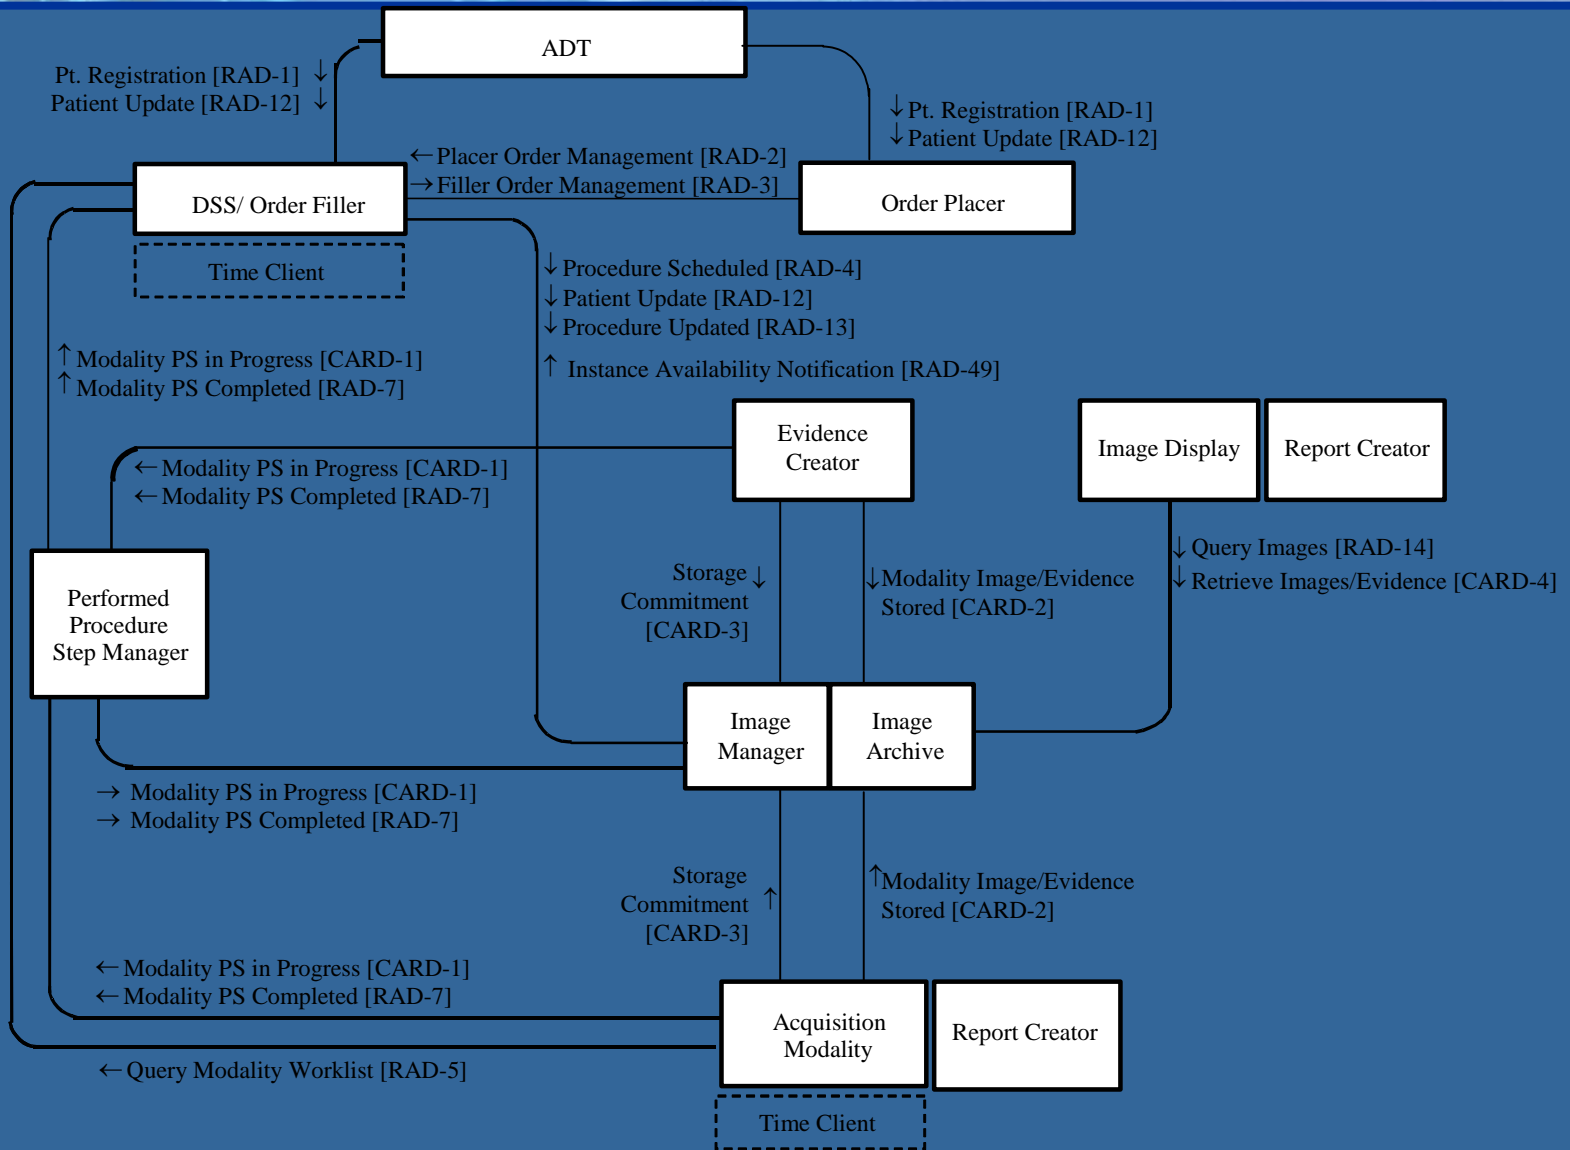 ADT
Pt. Registration [RAD-1] ↓
Patient Update [RAD-12] ↓
↓ Pt. Registration [RAD-1]
↓ Patient Update [RAD-12]
← Placer Order Management [RAD-2]
→ Filler Order Management [RAD-3]
DSS/ Order Filler
Order Placer
Time Client
↓ Procedure Scheduled [RAD-4]
↓ Patient Update [RAD-12]
↓ Procedure Updated [RAD-13]
↑ Instance Availability Notification [RAD-49]
↑ Modality PS in Progress [CARD-1]
↑ Modality PS Completed [RAD-7]
Evidence
Creator
Image Display
Report Creator
← Modality PS in Progress [CARD-1]
← Modality PS Completed [RAD-7]
↓ Query Images [RAD-14]
↓ Retrieve Images/Evidence [CARD-4]
Storage ↓
Commitment
[CARD-3]
↓ Modality Image/Evidence
Stored [CARD-2]
Performed
Procedure
Step Manager
Image
Manager
Image
Archive
→ Modality PS in Progress [CARD-1]
→ Modality PS Completed [RAD-7]
Storage
Commitment ↑
[CARD-3]
↑ Modality Image/Evidence
Stored [CARD-2]
← Modality PS in Progress [CARD-1]
← Modality PS Completed [RAD-7]
Acquisition
Modality
Report Creator
← Query Modality Worklist [RAD-5]
Time Client